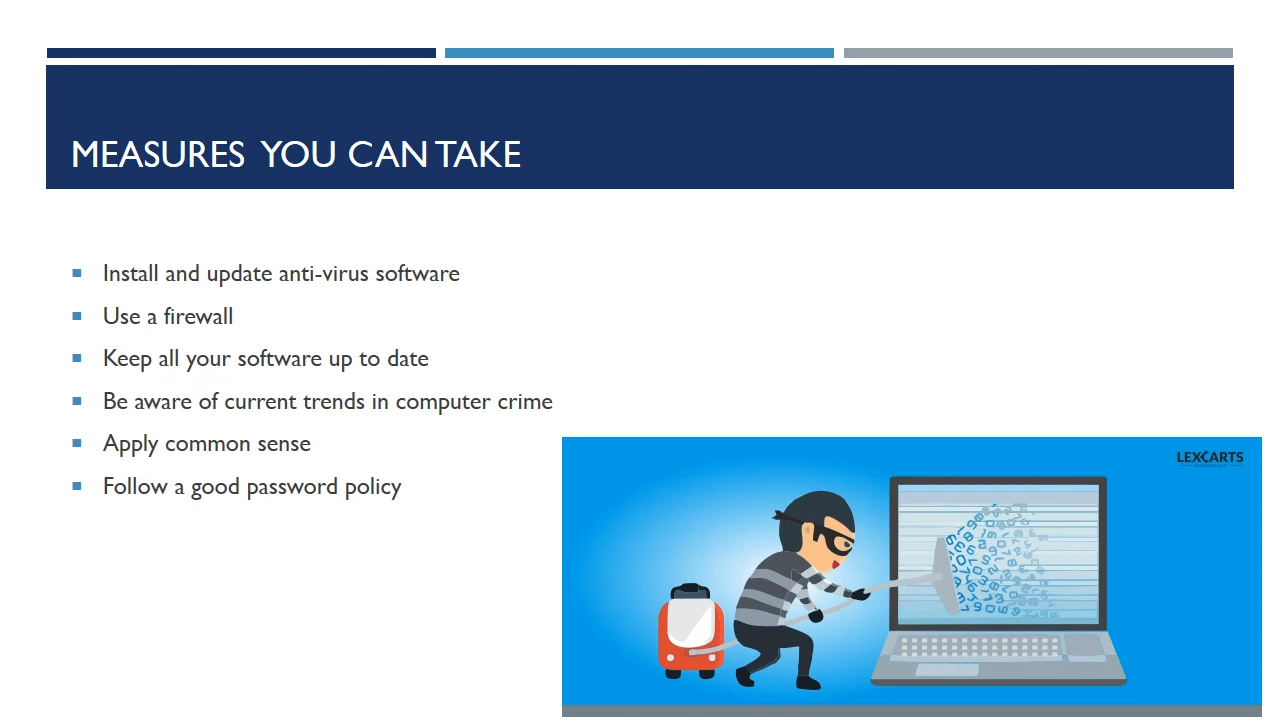 MEASURES YOU CAN TAKE
Install and update anti-virus software
Use a firewall
Keep all your software up to date
Be aware of current trends in computer crime
Apply common sense
Follow a good password policy
LEXCARTS